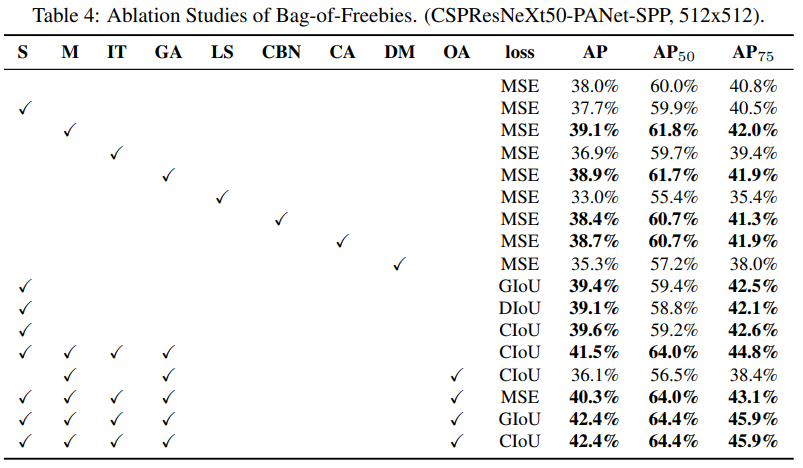 Table 4: Ablation Studies of Bag-of-Freebies. (CSPResNeXt50-PANet-SPP, 512x512).
S M IT GA LS CBN CA DM OA loss AP AP50 AP75
MSE 38.0% 60.0% 40.8%
✓ MSE 37.7% 59.9% 40.5%
✓ MSE 39.1% 61.8% 42.0%
✓ MSE 36.9% 59.7% 39.4%
✓ MSE 38.9% 61.7% 41.9%
✓ MSE 33.0% 55.4% 35.4%
✓ MSE 38.4% 60.7% 41.3%
✓ MSE 38.7% 60.7% 41.9%
✓ MSE 35.3% 57.2% 38.0%
✓ GIoU 39.4% 59.4% 42.5%
✓ DIoU 39.1% 58.8% 42.1%
✓ CIoU 39.6% 59.2% 42.6%
✓ ✓ ✓ ✓ CIoU 41.5% 64.0% 44.8%
✓ ✓ ✓ CIoU 36.1% 56.5% 38.4%
✓ ✓ ✓ ✓ ✓ MSE 40.3% 64.0% 43.1%
✓ ✓ ✓ ✓ ✓ GIoU 42.4% 64.4% 45.9%
✓ ✓ ✓ ✓ ✓ CIoU 42.4% 64.4% 45.9%